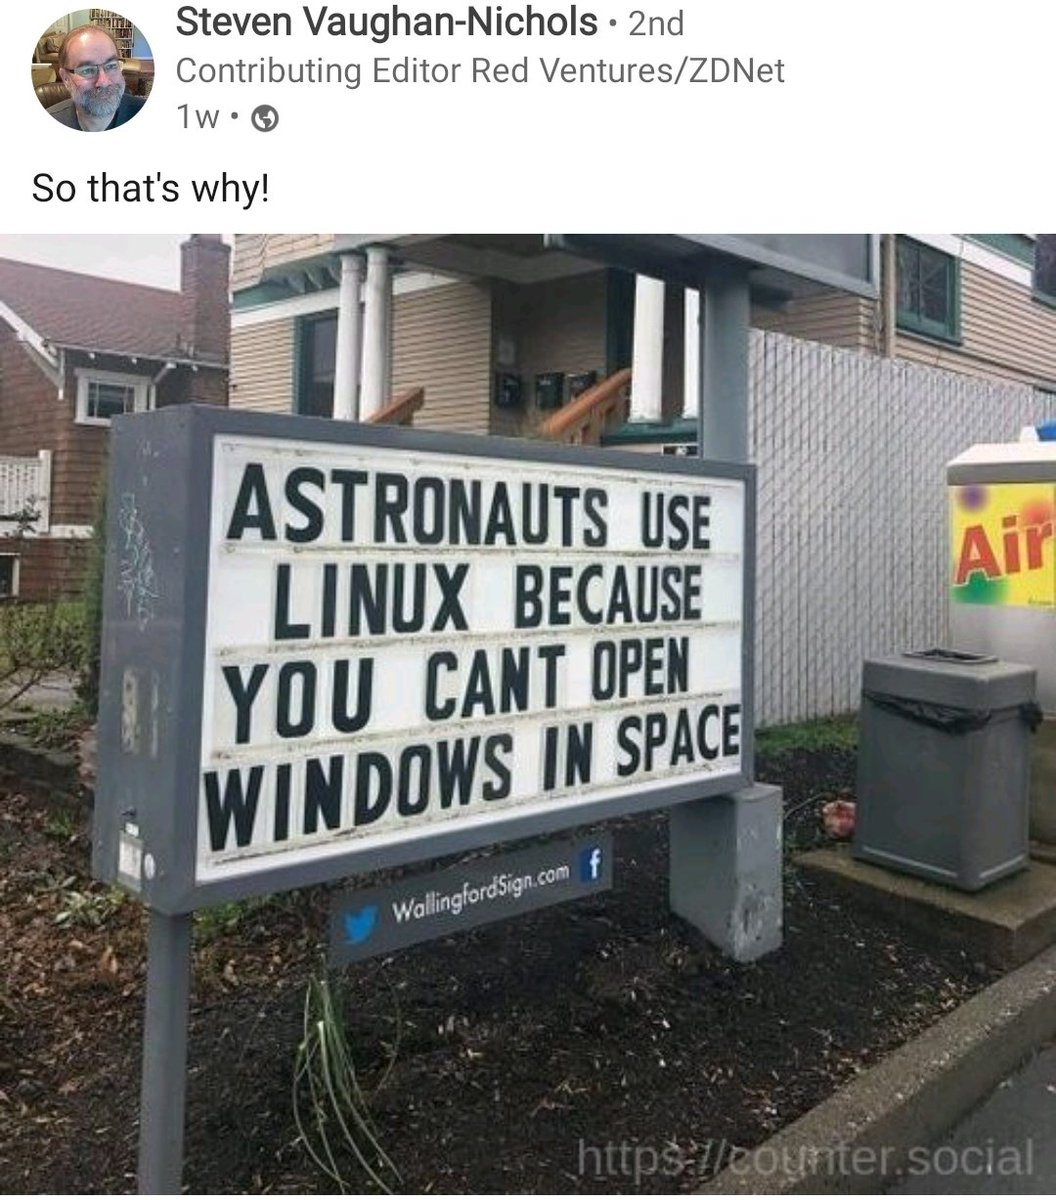 Steven Vaughan-Nichols • 2nd
Contributing Editor Red Ventures/ZDNet
1w •
So that's why!
ASTRONAUTS USE
LINUX BECAUSE
YOU CANT OPEN
WINDOWS IN SPACE
Air
WallingfordSign.com
https://counter.social